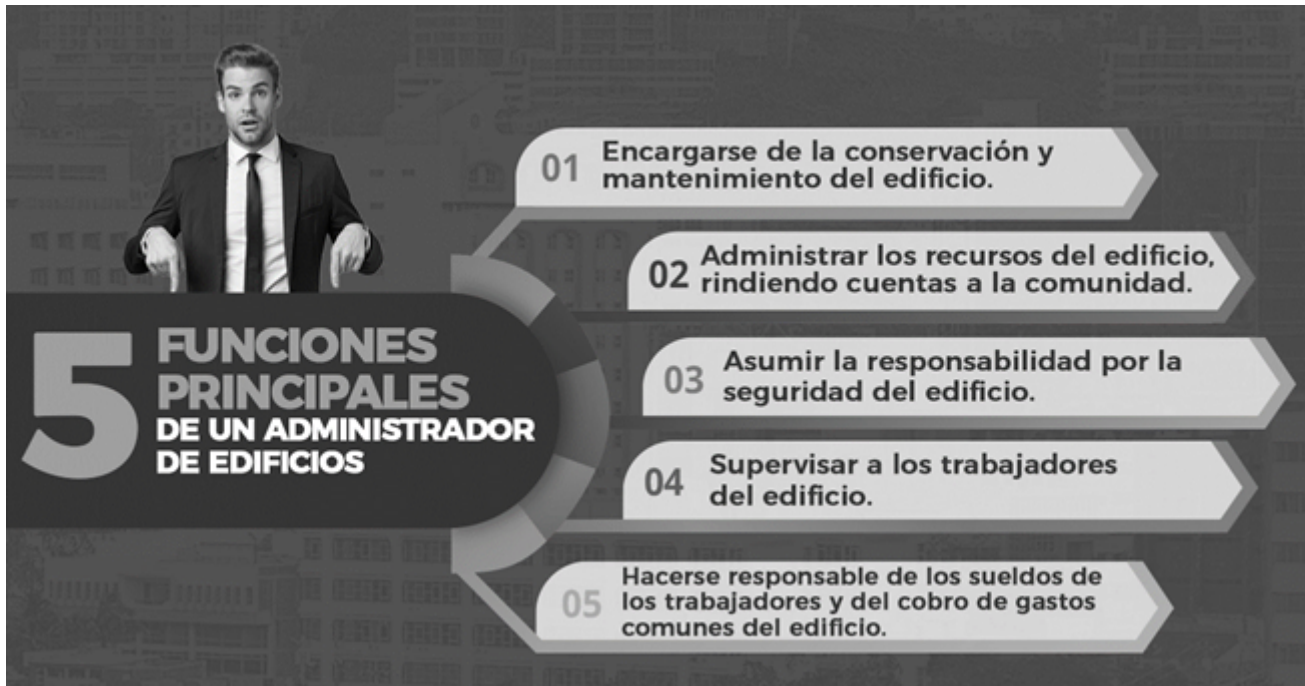 5
FUNCIONES
PRINCIPALES
DE UN ADMINISTRADOR
DE EDIFICIOS
01
Encargarse de la conservación y
mantenimiento del edificio.
02
Administrar los recursos del edificio,
rindiendo cuentas a la comunidad.
03
Asumir la responsabilidad por la
seguridad del edificio.
04
Supervisar a los trabajadores
del edificio.
05
Hacerse responsable de los sueldos de
los trabajadores y del cobro de gastos
comunes del edificio.